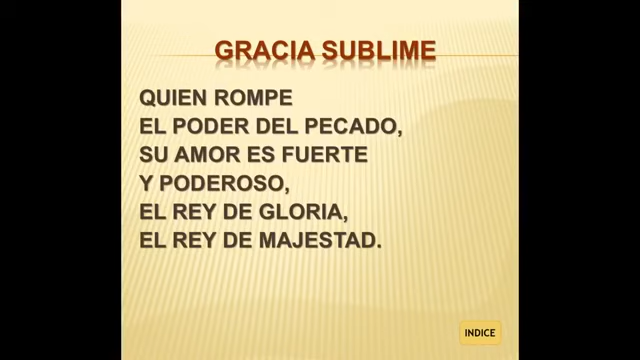 GRACIA SUBLIME
QUIEN ROMPE
EL PODER DEL PECADO,
SU AMOR ES FUERTE
Y PODEROSO,
EL REY DE GLORIA,
EL REY DE MAJESTAD.
INDICE